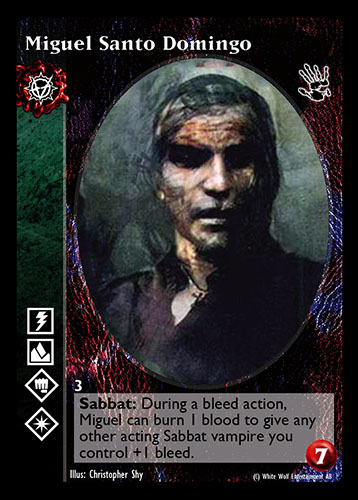 Miguel Santo Domingo
3
Sabbat: During a bleed action,
Miguel can burn 1 blood to give any
other acting Sabbat vampire you
control +1 bleed.
7
Illus: Christopher Shy
(C) White Wolf Entertainment AB